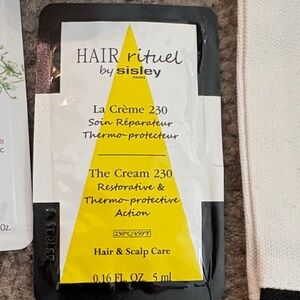 HAIR rituel
by sisley
PARIS
La Crème 230
Soin Réparateur
Thermo-protecteur
The Cream 230
Restorative &
Thermo-protective
Action
230°C/450°F
Hair & Scalp Care
0.16 FL. OZ. 5 ml